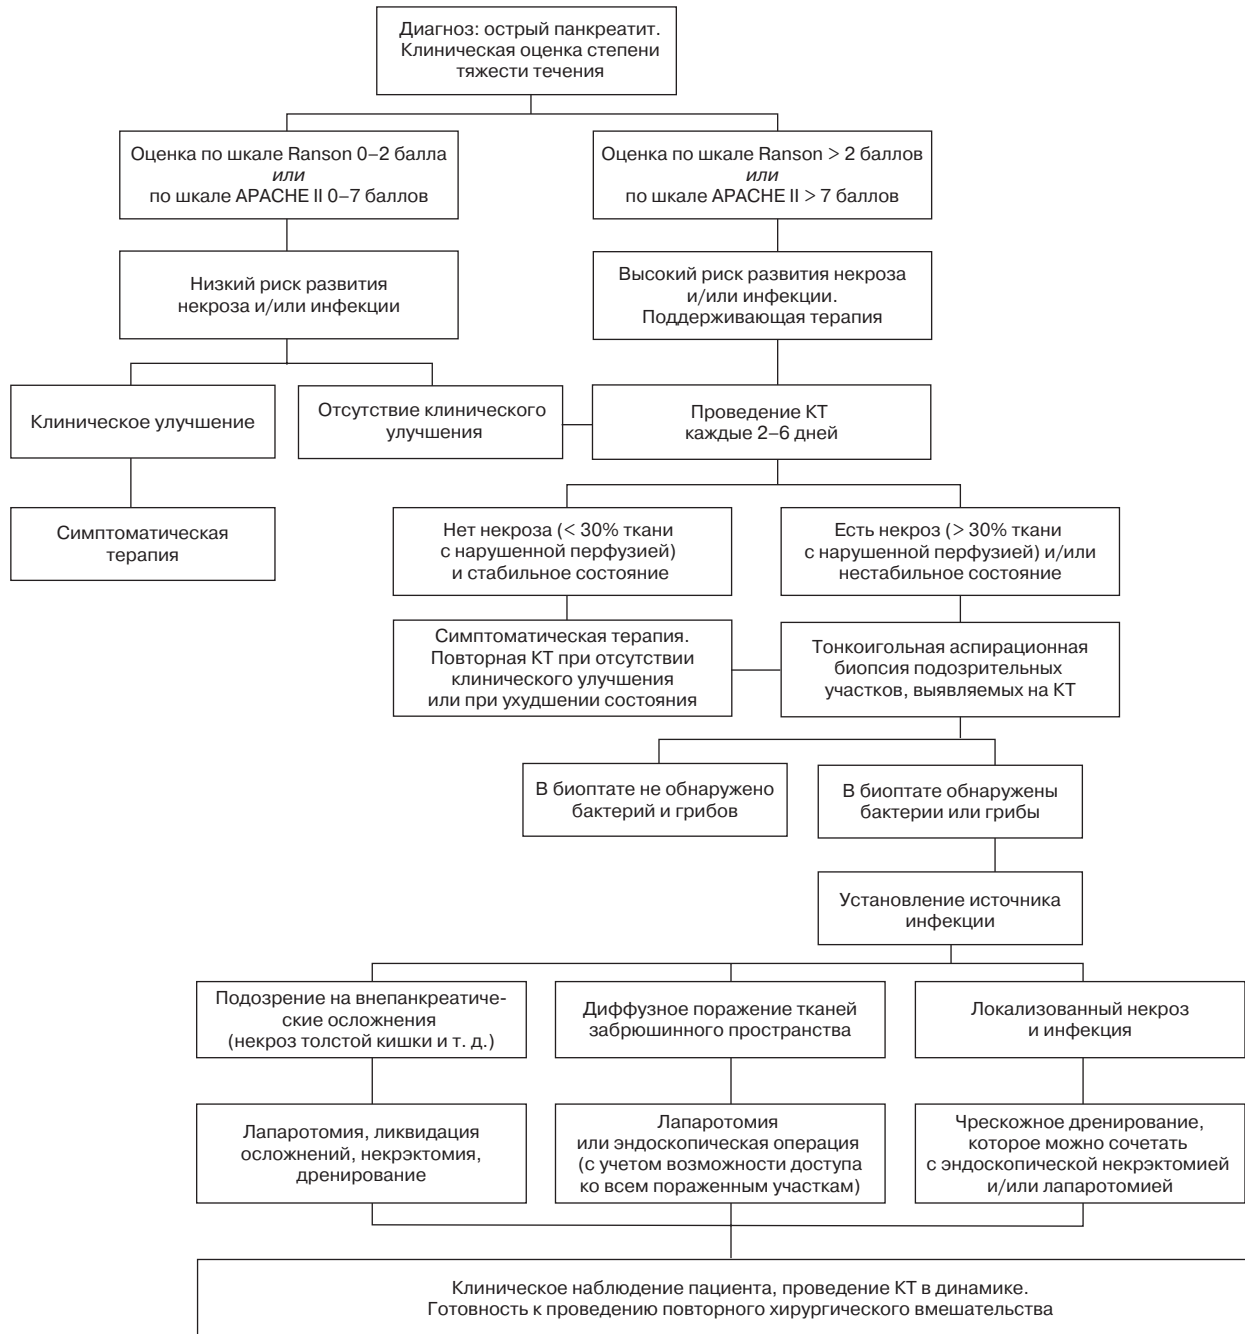 Диагноз: острый панкреатит.
Клиническая оценка степени
тяжести течения
Оценка по шкале Ranson 0–2 балла
или
по шкале APACHE II 0–7 баллов
Оценка по шкале Ranson > 2 баллов
или
по шкале APACHE II > 7 баллов
Низкий риск развития
некроза и/или инфекции
Высокий риск развития некроза
и/или инфекции.
Поддерживающая терапия
Клиническое улучшение
Отсутствие клинического
улучшения
Проведение КТ
каждые 2–6 дней
Симптоматическая
терапия
Нет некроза (< 30% ткани
с нарушенной перфузией)
и стабильное состояние
Есть некроз (> 30% ткани
с нарушенной перфузией) и/или
нестабильное состояние
Симптоматическая терапия.
Повторная КТ при отсутствии
клинического улучшения
или при ухудшении состояния
Тонкоигольная аспирационная
биопсия подозрительных
участков, выявляемых на КТ
В биоптате не обнаружено
бактерий и грибов
В биоптате обнаружены
бактерии или грибы
Установление источника
инфекции
Подозрение на внепанкреатиче-
ские осложнения
(некроз толстой кишки и т. д.)
Диффузное поражение тканей
забрюшинного пространства
Локализованный некроз
и инфекция
Лапаротомия, ликвидация
осложнений, некрэктомия,
дренирование
Лапаротомия
или эндоскопическая операция
(с учетом возможности доступа
ко всем пораженным участкам)
Чрескожное дренирование,
которое можно сочетать
с эндоскопической некрэктомией
и/или лапаротомией
Клиническое наблюдение пациента, проведение КТ в динамике.
Готовность к проведению повторного хирургического вмешательства